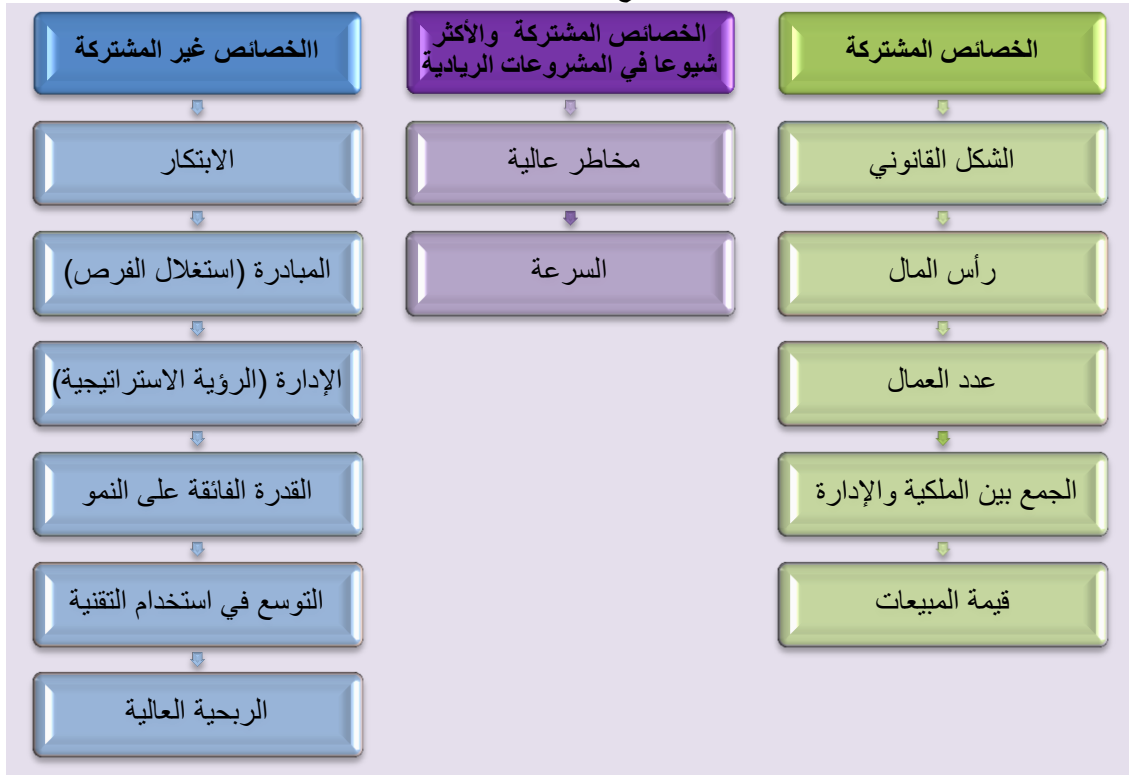 الخصائص المشتركة
الشكل القانوني
رأس المال
عدد العمال
الجمع بين الملكية والإدارة
قيمة المبيعات
الخصائص المشتركة والأكثر
شيوعا في المشروعات الريادية
مخاطر عالية
السرعة
االخصائص غير المشتركة
الابتكار
المبادرة (استغلال الفرص)
الإدارة (الرؤية الاستراتيجية)
القدرة الفائقة على النمو
التوسع في استخدام التقنية
الربحية العالية